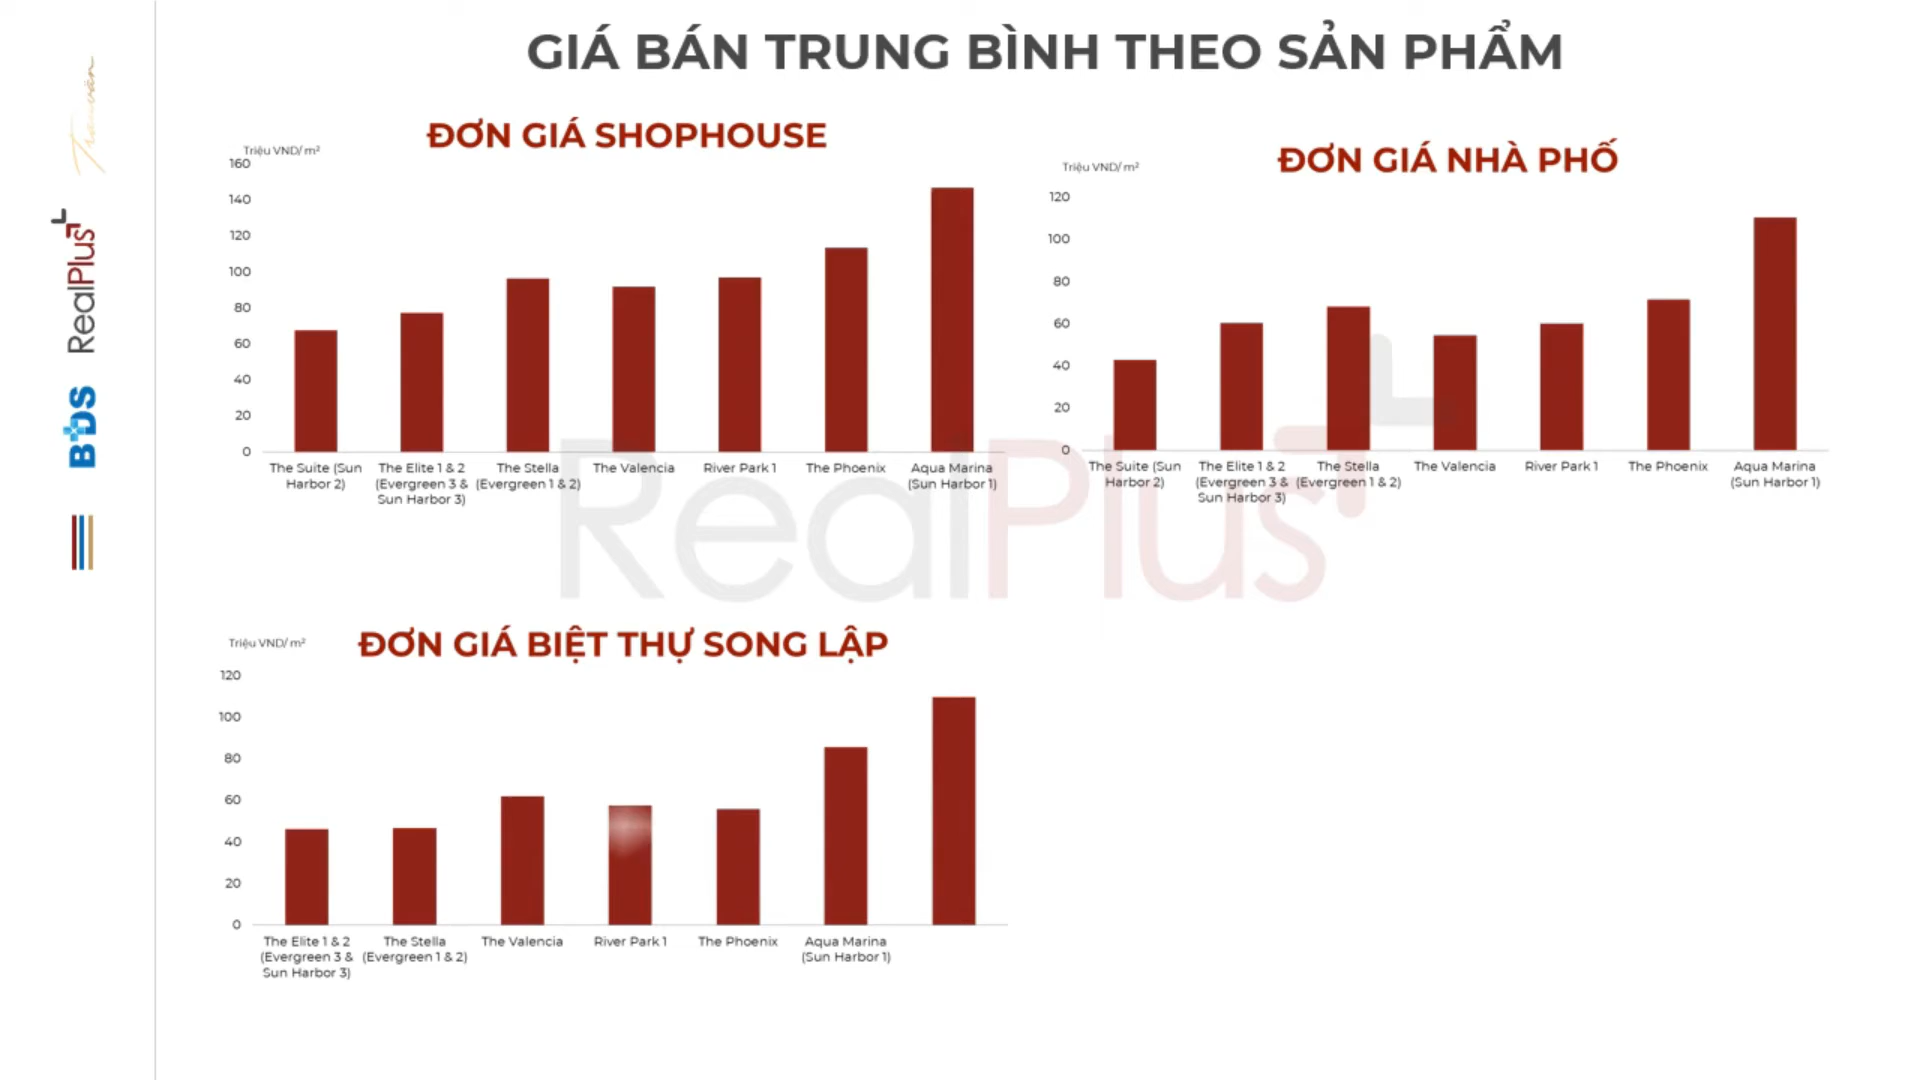 GIÁ BÁN TRUNG BÌNH THEO SẢN PHẨM
Trần văn
RealPlus
BDS
ĐƠN GIÁ SHOPHOUSE
Triệu VND/ m²
160
140
120
100
80
60
40
20
0
The Suite (Sun Harbor 2)
The Elite 1 & 2 (Evergreen 3 & Sun Harbor 3)
The Stella (Evergreen 1 & 2)
The Valencia
River Park 1
The Phoenix
Aqua Marina (Sun Harbor 1)
ĐƠN GIÁ NHÀ PHỐ
Triệu VND/ m²
120
100
80
60
40
20
0
The Suite (Sun Harbor 2)
The Elite 1 & 2 (Evergreen 3 & Sun Harbor 3)
The Stella (Evergreen 1 & 2)
The Valencia
River Park 1
The Phoenix
Aqua Marina (Sun Harbor 1)
RealPlus
ĐƠN GIÁ BIỆT THỰ SONG LẬP
Triệu VND/ m²
120
100
80
60
40
20
0
The Elite 1 & 2 (Evergreen 3 & Sun Harbor 3)
The Stella (Evergreen 1 & 2)
The Valencia
River Park 1
The Phoenix
Aqua Marina (Sun Harbor 1)